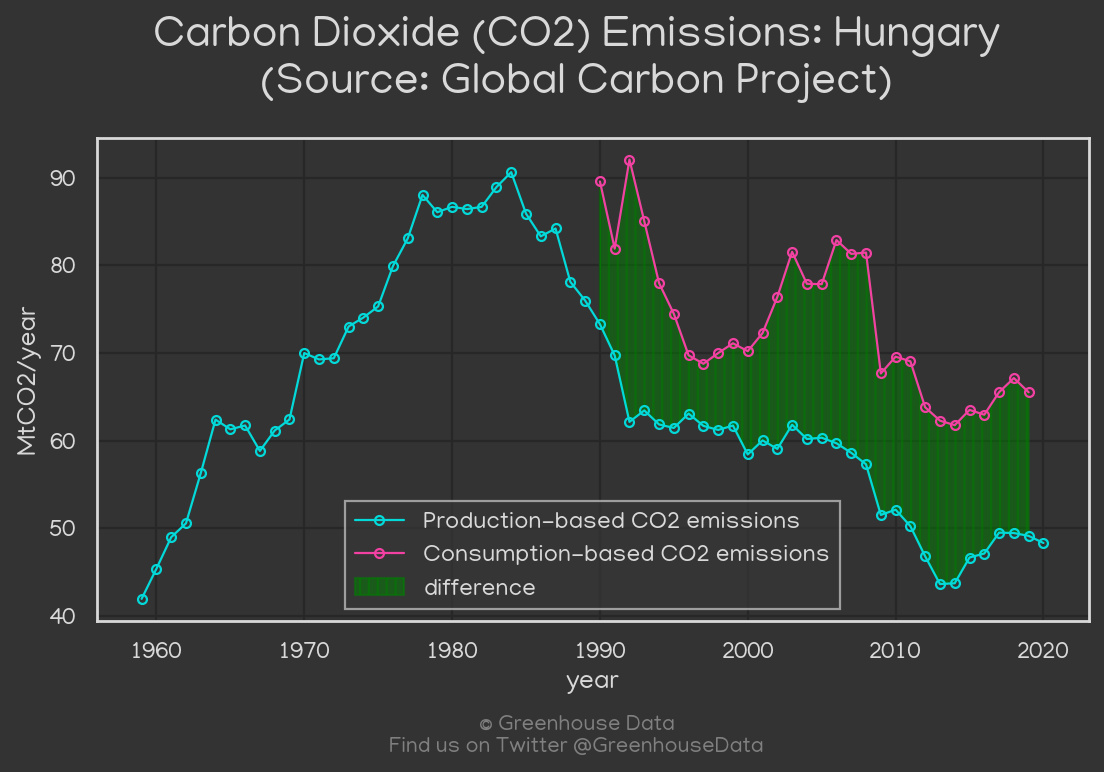 Carbon Dioxide (CO2) Emissions: Hungary
(Source: Global Carbon Project)
90
80
70
60
50
40
MtCO2/year
Production-based CO2 emissions
Consumption-based CO2 emissions
difference
1960 1970 1980 1990 2000 2010 2020
year
© Greenhouse Data
Find us on Twitter @GreenhouseData